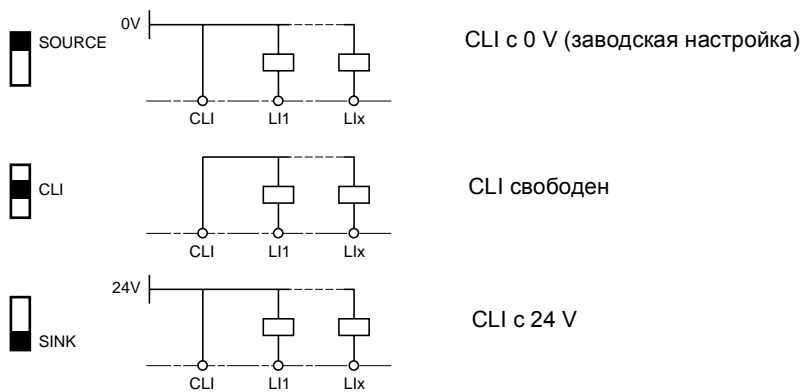 0V
SOURCE
CLI с 0 V (заводская настройка)
CLI LI1 LIx
CLI
CLI свободен
CLI LI1 LIx
24V
CLI с 24 V
SINK
CLI LI1 LIx